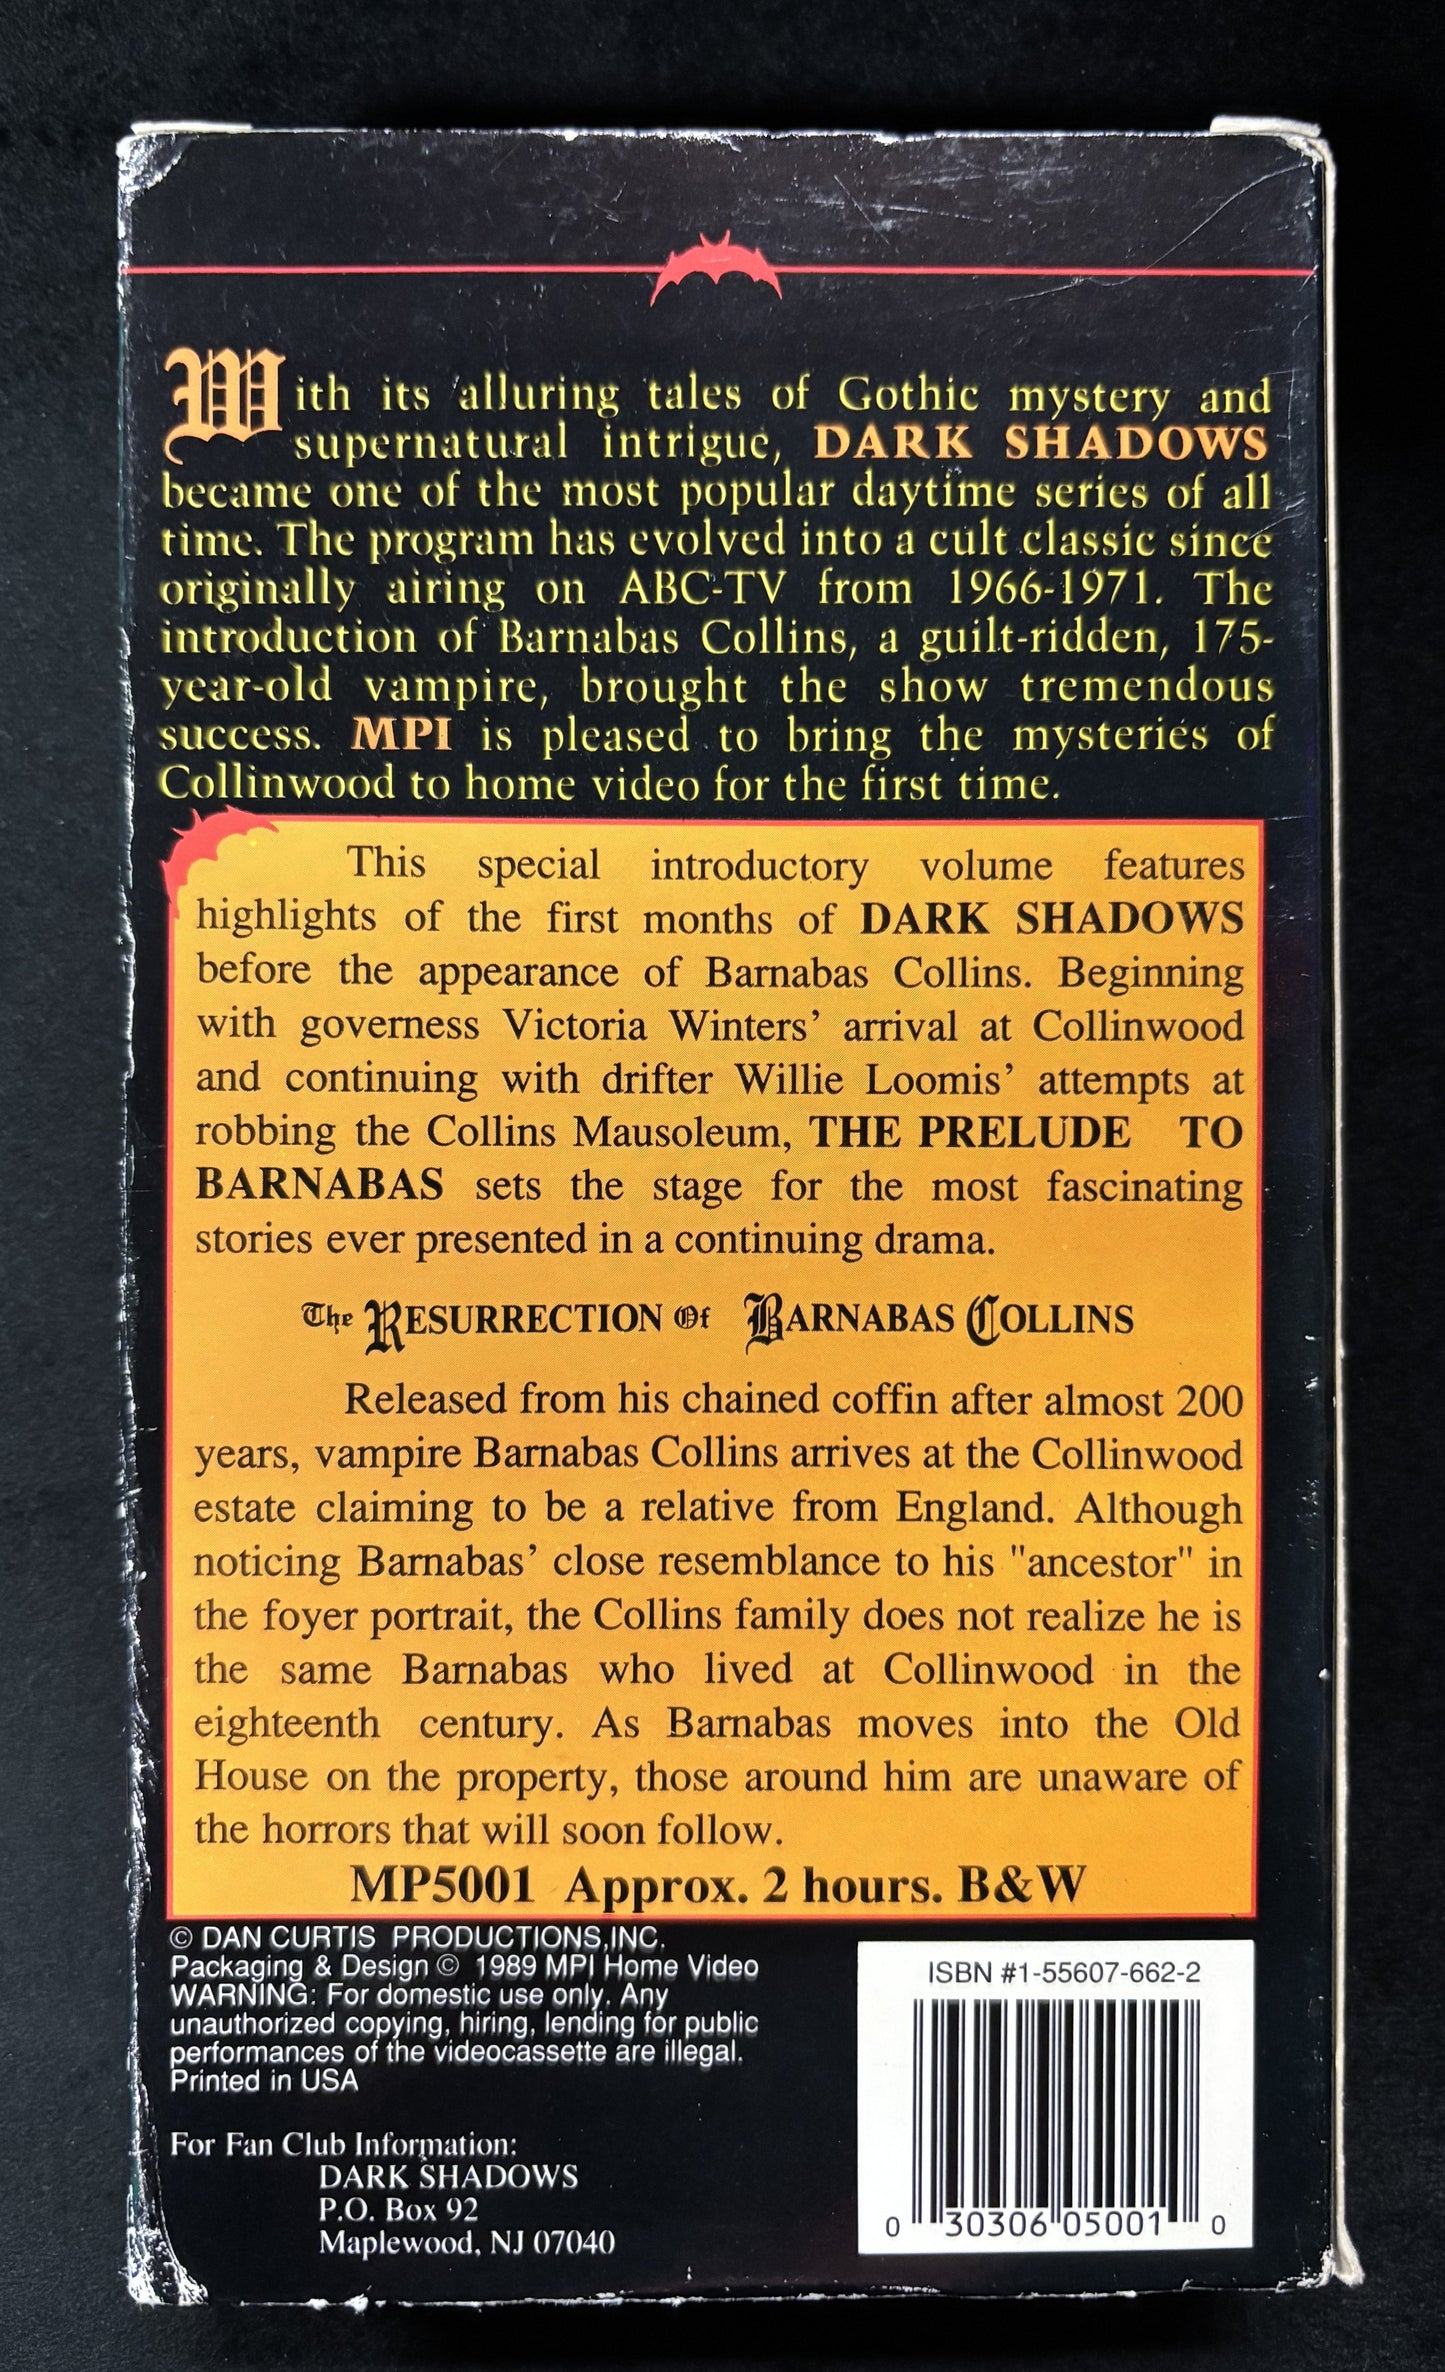 With its alluring tales of Gothic mystery and
supernatural intrigue, DARK SHADOWS
became one of the most popular daytime series of all
time. The program has evolved into a cult classic since
originally airing on ABC-TV from 1966-1971. The
introduction of Barnabas Collins, a guilt-ridden, 175-
year-old vampire, brought the show tremendous
success. MPI is pleased to bring the mysteries of
Collinwood to home video for the first time.
This special introductory volume features
highlights of the first months of DARK SHADOWS
before the appearance of Barnabas Collins. Beginning
with governess Victoria Winters' arrival at Collinwood
and continuing with drifter Willie Loomis' attempts at
robbing the Collins Mausoleum, THE PRELUDE TO
BARNABAS sets the stage for the most fascinating
stories ever presented in a continuing drama.
The RESURRECTION Of BARNABAS COLLINS
Released from his chained coffin after almost 200
years, vampire Barnabas Collins arrives at the Collinwood
estate claiming to be a relative from England. Although
noticing Barnabas' close resemblance to his "ancestor" in
the foyer portrait, the Collins family does not realize he is
the same Barnabas who lived at Collinwood in the
eighteenth century. As Barnabas moves into the Old
House on the property, those around him are unaware of
the horrors that will soon follow.
MP5001 Approx. 2 hours. B&W
© DAN CURTIS PRODUCTIONS,INC.
Packaging & Design © 1989 MPI Home Video
WARNING: For domestic use only. Any
unauthorized copying, hiring, lending for public
performances of the videocassette are illegal.
Printed in USA
For Fan Club Information:
DARK SHADOWS
P.O. Box 92
Maplewood, NJ 07040
ISBN #1-55607-662-2
0 30306 05001 0